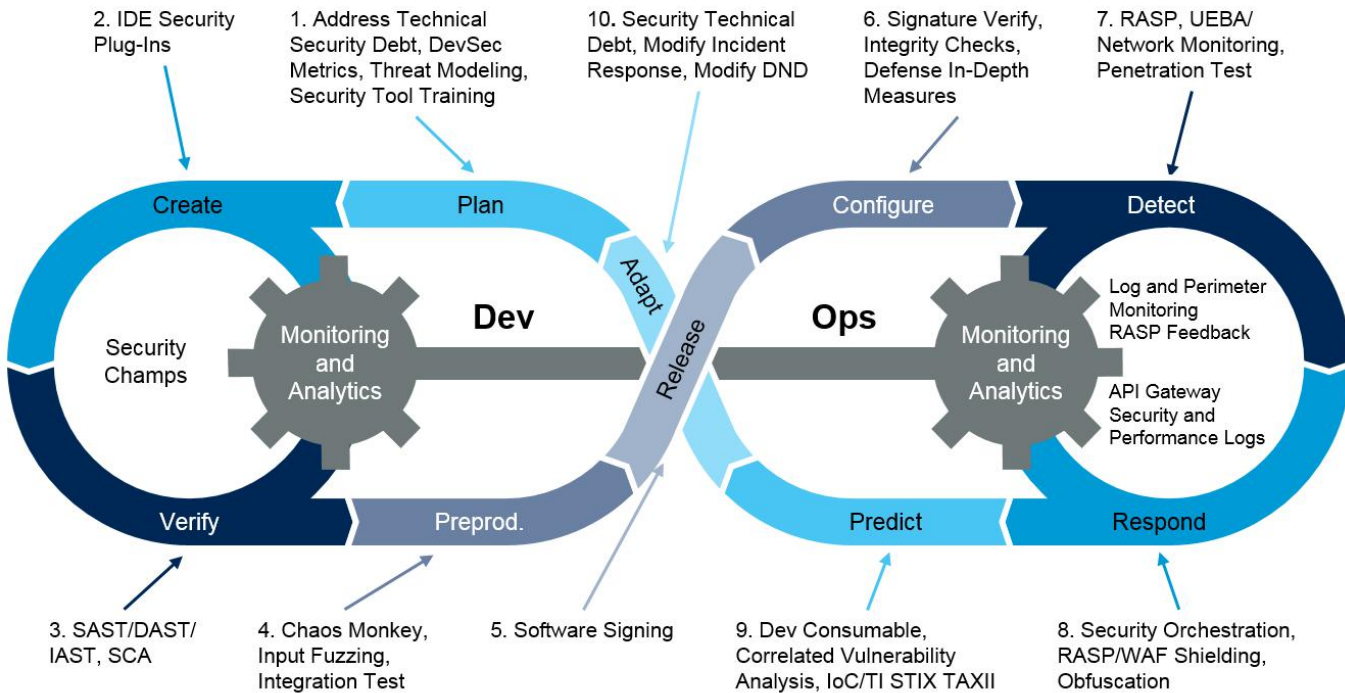 2. IDE Security
Plug-Ins
1. Address Technical
Security Debt, DevSec
Metrics, Threat Modeling,
Security Tool Training
10. Security Technical
Debt, Modify Incident
Response, Modify DND
6. Signature Verify,
Integrity Checks,
Defense In-Depth
Measures
7. RASP, UEBA/
Network Monitoring,
Penetration Test
Create
Plan
Adapt
Release
Configure
Detect
Security
Champs
Monitoring
and
Analytics
Dev
Ops
Monitoring
and
Analytics
Log and Perimeter
Monitoring
RASP Feedback
API Gateway
Security and
Performance Logs
Verify
Preprod.
Predict
Respond
3. SAST/DAST/
IAST, SCA
4. Chaos Monkey,
Input Fuzzing,
Integration Test
5. Software Signing
9. Dev Consumable,
Correlated Vulnerability
Analysis, IoC/TI STIX TAXII
8. Security Orchestration,
RASP/WAF Shielding,
Obfuscation